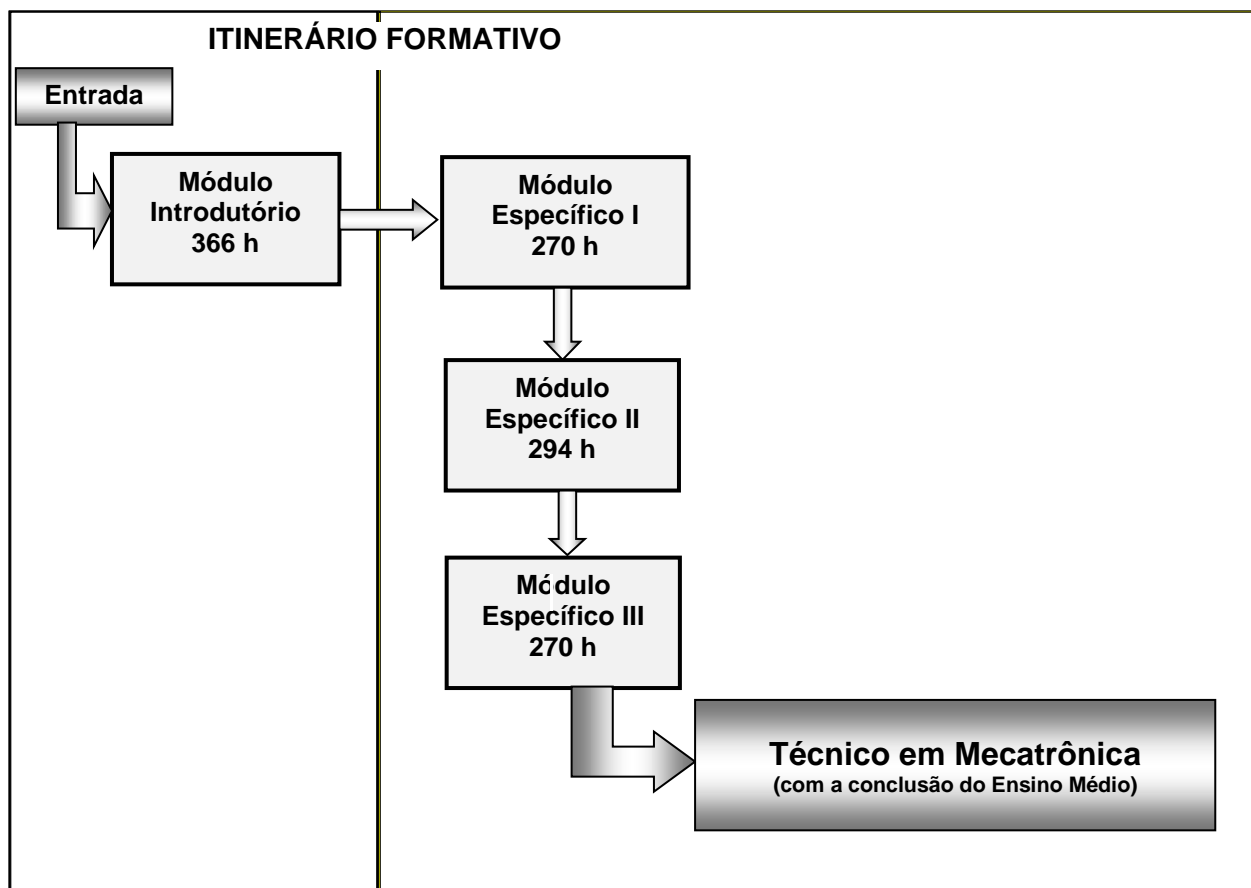 ITINERÁRIO FORMATIVO
Entrada
Módulo
Introdutório
366 h
Módulo
Específico I
270 h
Módulo
Específico II
294 h
Módulo
Específico III
270 h
Técnico em Mecatrônica
(com a conclusão do Ensino Médio)